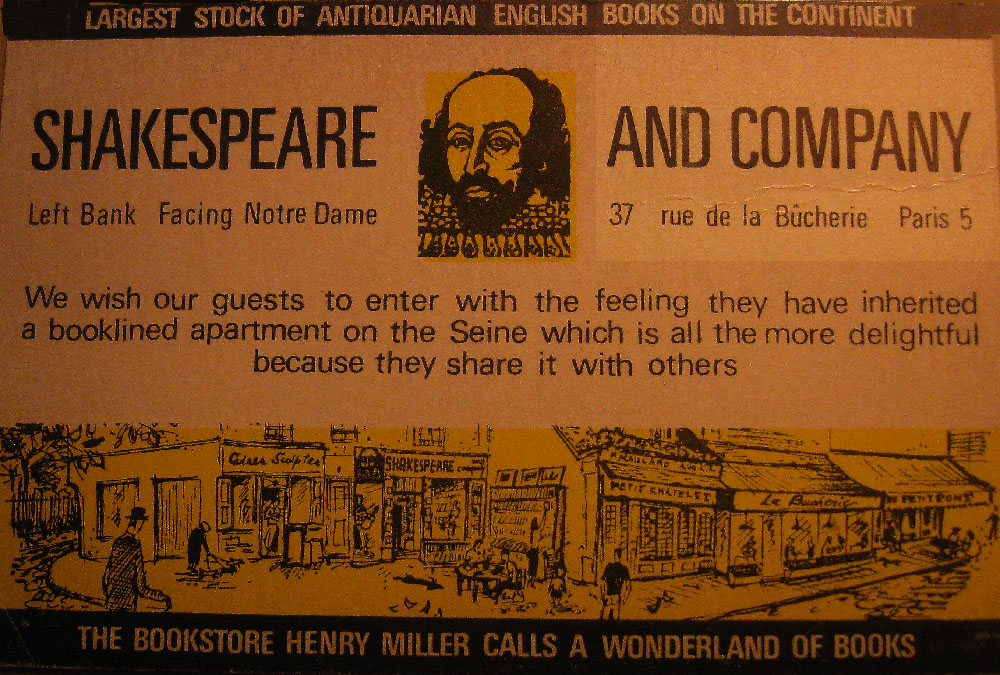 LARGEST STOCK OF ANTIQUARIAN ENGLISH BOOKS ON THE CONTINENT
SHAKESPEARE AND COMPANY
Left Bank Facing Notre Dame 37 rue de la Bûcherie Paris 5
We wish our guests to enter with the feeling they have inherited
a booklined apartment on the Seine which is all the more delightful
because they share it with others
SHAKESPEARE
PETIT CHATELET
THE BOOKSTORE HENRY MILLER CALLS A WONDERLAND OF BOOKS